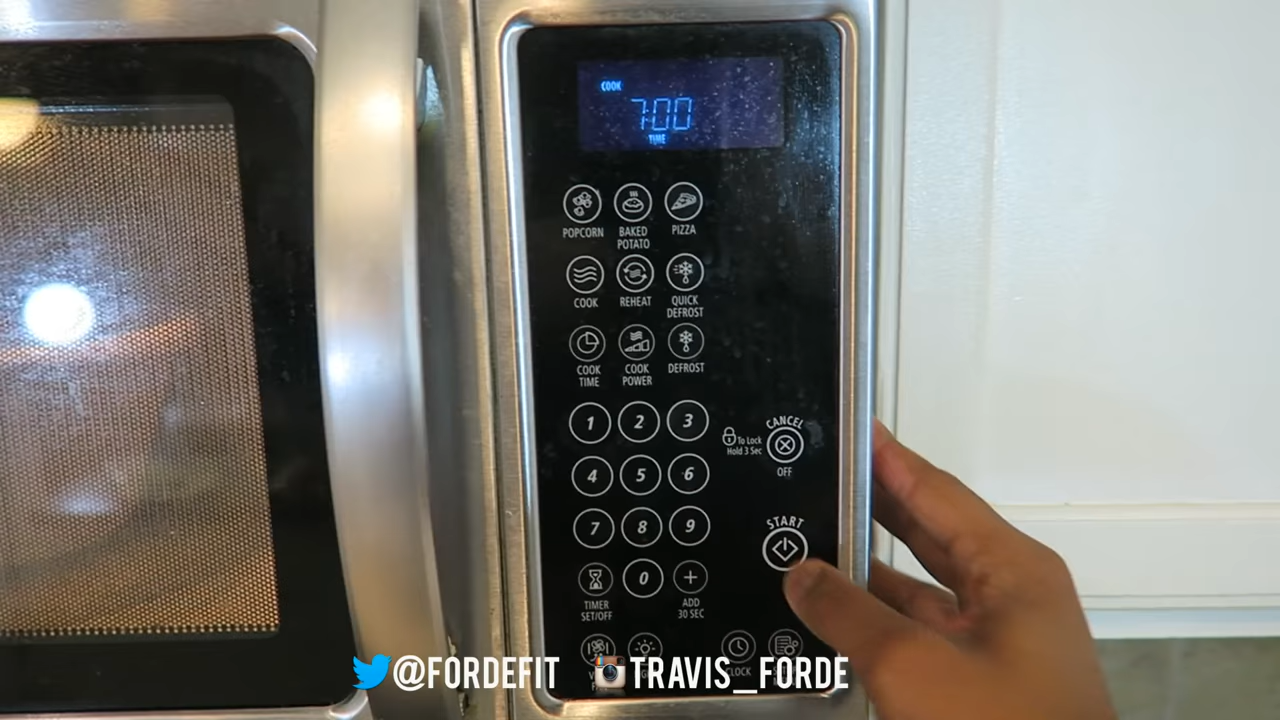 COOK
7:00
TIME
POPCORN
BAKED
POTATO
PIZZA
COOK
REHEAT
QUICK
DEFROST
COOK
TIME
COOK
POWER
DEFROST
1 2 3
To Lock
Hold 3 Sec
CANCEL
OFF
4 5 6
7 8 9
START
0
TIMER
SET/OFF
ADD
30 SEC
CLOCK
@FORDEFIT TRAVIS_FORDE